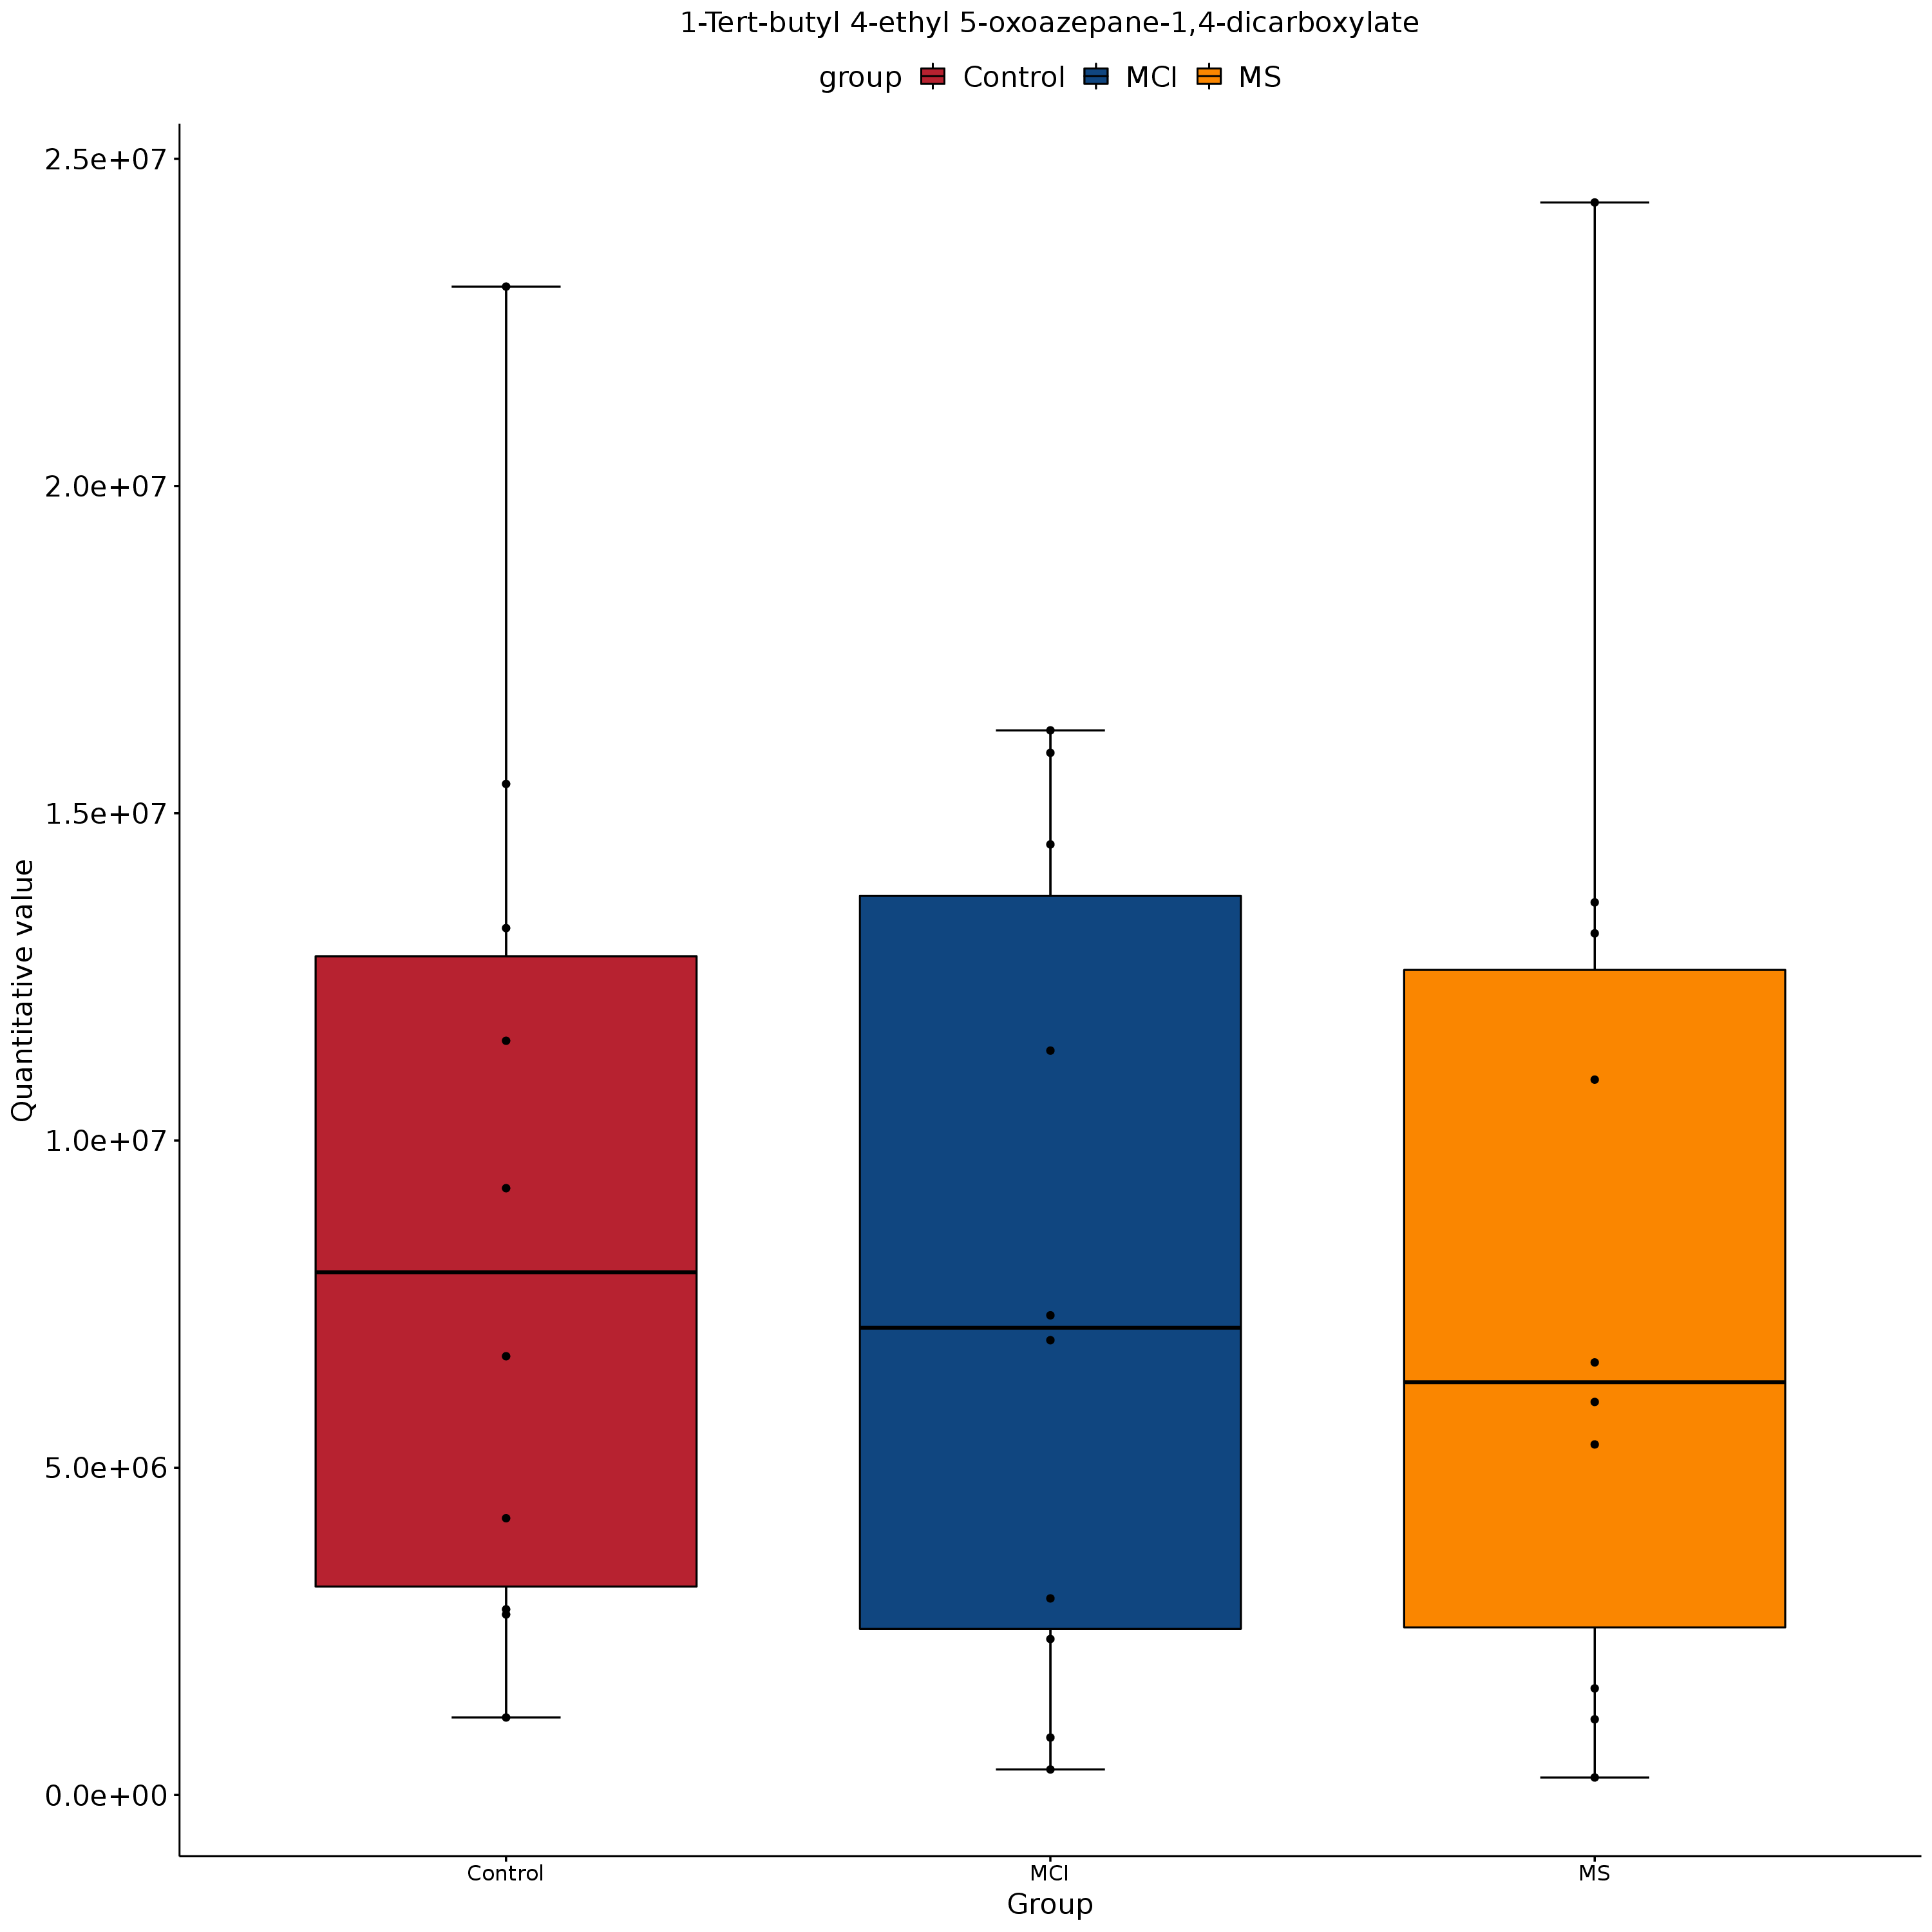 1-Tert-butyl 4-ethyl 5-oxoazepane-1,4-dicarboxylate
group Control MCI MS
Quantitative value
2.5e+07
2.0e+07
1.5e+07
1.0e+07
5.0e+06
0.0e+00
Control MCI MS
Group